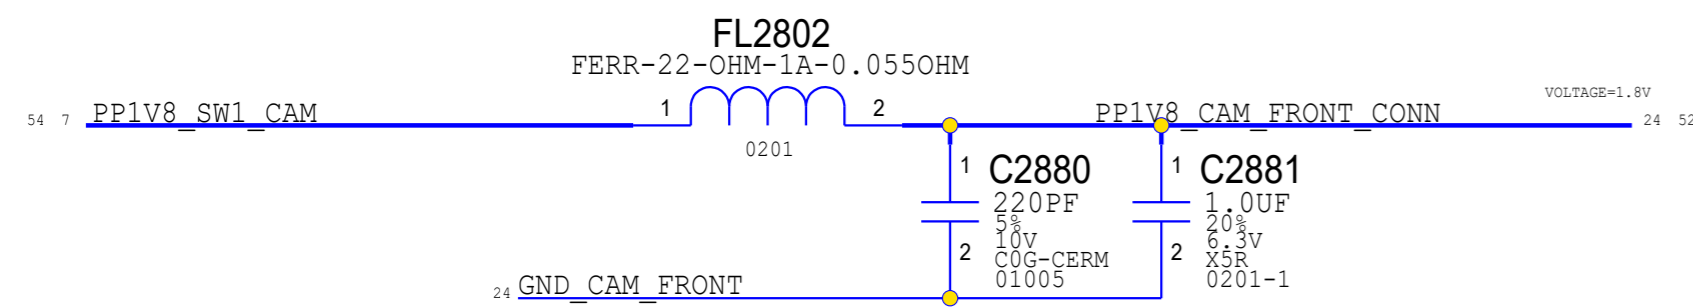 FL2802
FERR-22-OHM-1A-0.055OHM
VOLTAGE=1.8V
54 7 PP1V8_SW1_CAM 1 2 PP1V8_CAM_FRONT_CONN 24 52
0201
1 C2880 1 C2881
220PF 1.0UF
5% 20%
10V 6.3V
2 C0G-CERM 2 X5R
01005 0201-1
24 GND_CAM_FRONT